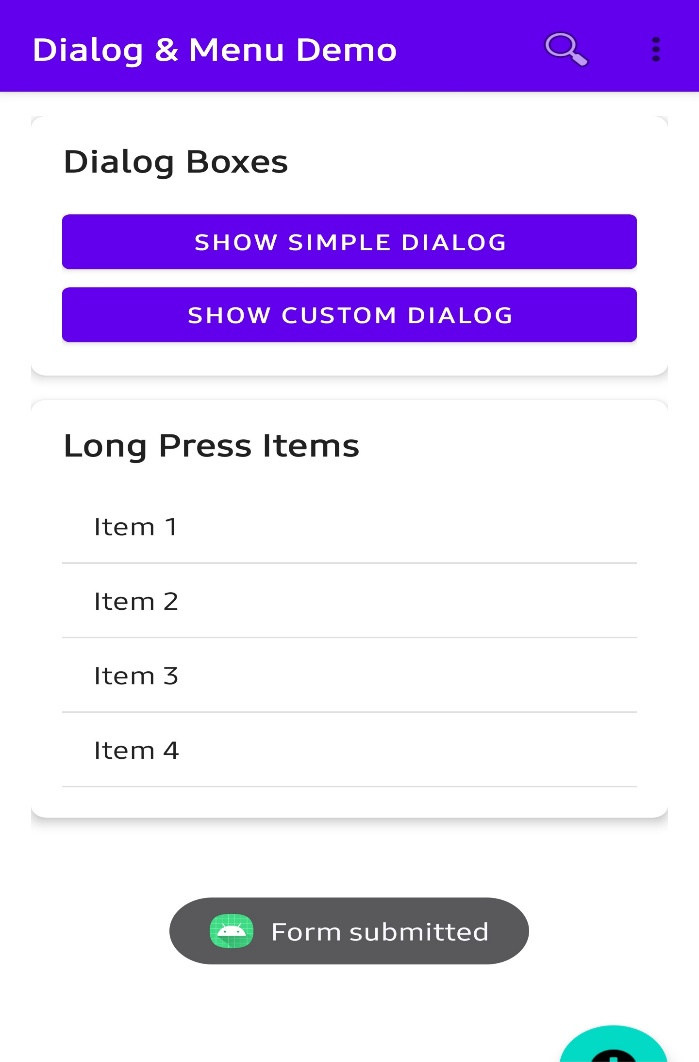 Dialog & Menu Demo
Dialog Boxes
SHOW SIMPLE DIALOG
SHOW CUSTOM DIALOG
Long Press Items
Item 1
Item 2
Item 3
Item 4
Form submitted